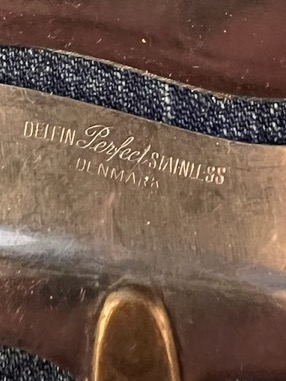 DELFIN Perfect STAINLESS
DENMARK